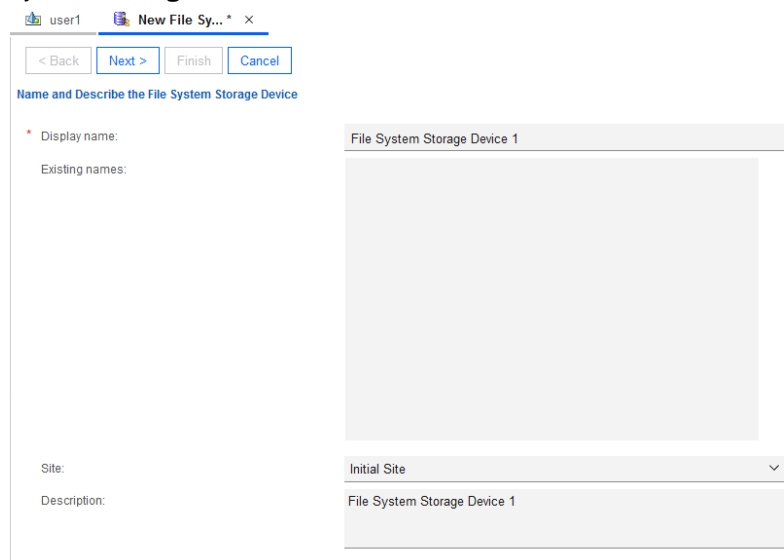 user1 New File Sy... *
< Back Next > Finish Cancel
Name and Describe the File System Storage Device
* Display name: File System Storage Device 1
Existing names:
Site: Initial Site
Description: File System Storage Device 1